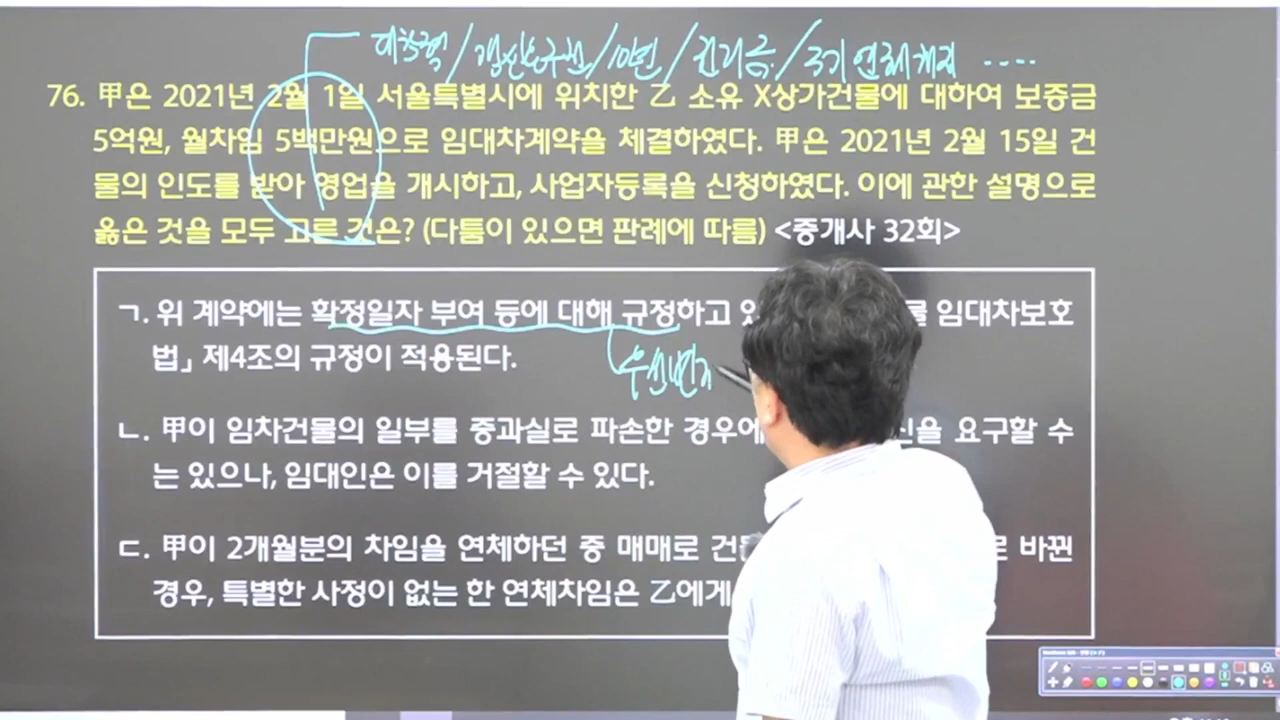 대항력 / 갱신요구권 / 10년 / 권리금 / 3기 연체 해지 ....
76. 甲은 2021년 2월 1일 서울특별시에 위치한 乙 소유 X상가건물에 대하여 보증금
5억원, 월차임 5백만원으로 임대차계약을 체결하였다. 甲은 2021년 2월 15일 건
물의 인도를 받아 영업을 개시하고, 사업자등록을 신청하였다. 이에 관한 설명으로
옳은 것을 모두 고른 것은? (다툼이 있으면 판례에 따름) <중개사 32회>
ㄱ. 위 계약에는 확정일자 부여 등에 대해 규정하고 임대차보호
법」 제4조의 규정이 적용된다.
우선변제
ㄴ. 甲이 임차건물의 일부를 중과실로 파손한 경우에 신을 요구할 수
는 있으나, 임대인은 이를 거절할 수 있다.
ㄷ. 甲이 2개월분의 차임을 연체하던 중 매매로 건 로 바뀐
경우, 특별한 사정이 없는 한 연체차임은 乙에게